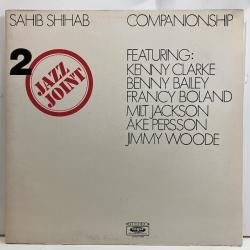 SAHIB SHIHAB
COMPANIONSHIP
2
JAZZ
JOINT
FEATURING:
KENNY CLARKE
BENNY BAILEY
FRANCY BOLAND
MILT JACKSON
ÅKE PERSSON
JIMMY WOODE